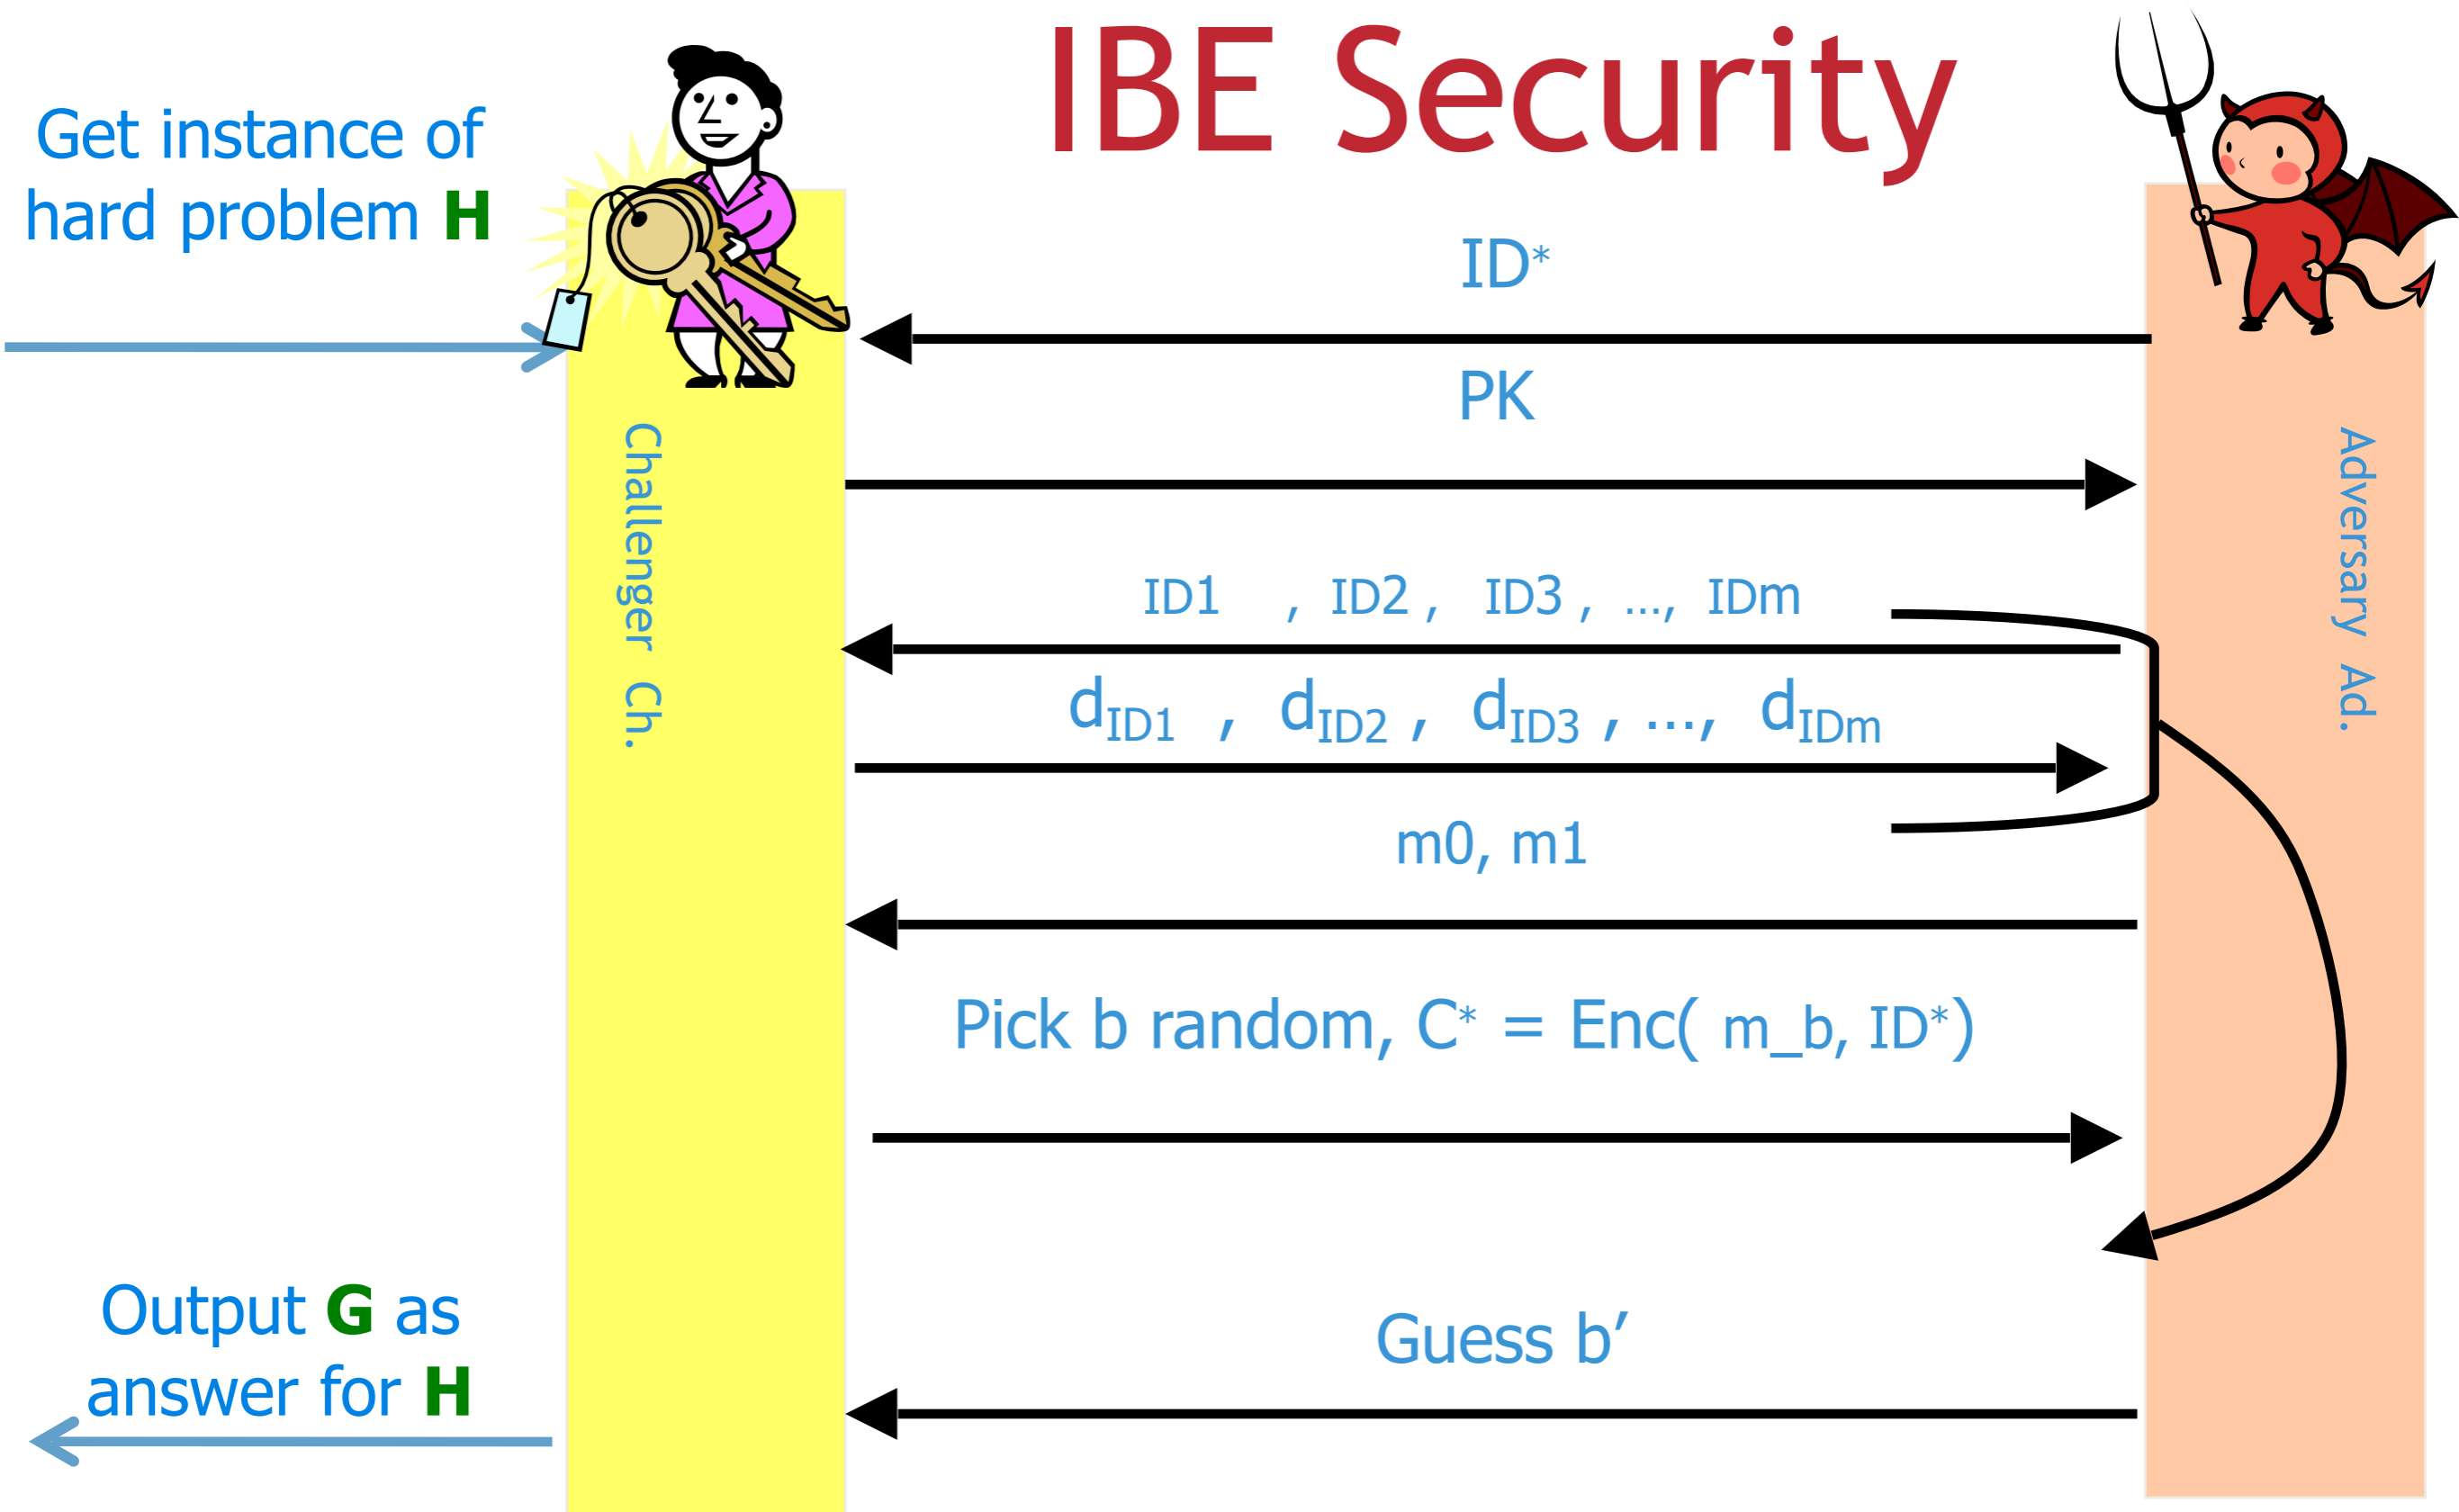 IBE Security
Get instance of
hard problem H
ID*
PK
Challenger Ch.
Adversary Ad.
ID1 , ID2 , ID3 , ..., IDm
dID1 , dID2 , dID3 , ..., dIDm
m0, m1
Pick b random, C* = Enc( m_b, ID*)
Output G as
answer for H
Guess b’